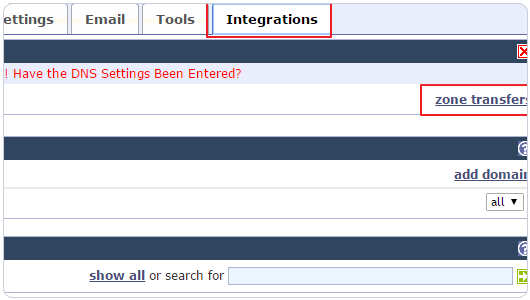 ettings Email Tools Integrations
! Have the DNS Settings Been Entered?
zone transfers
add domain
all
show all or search for